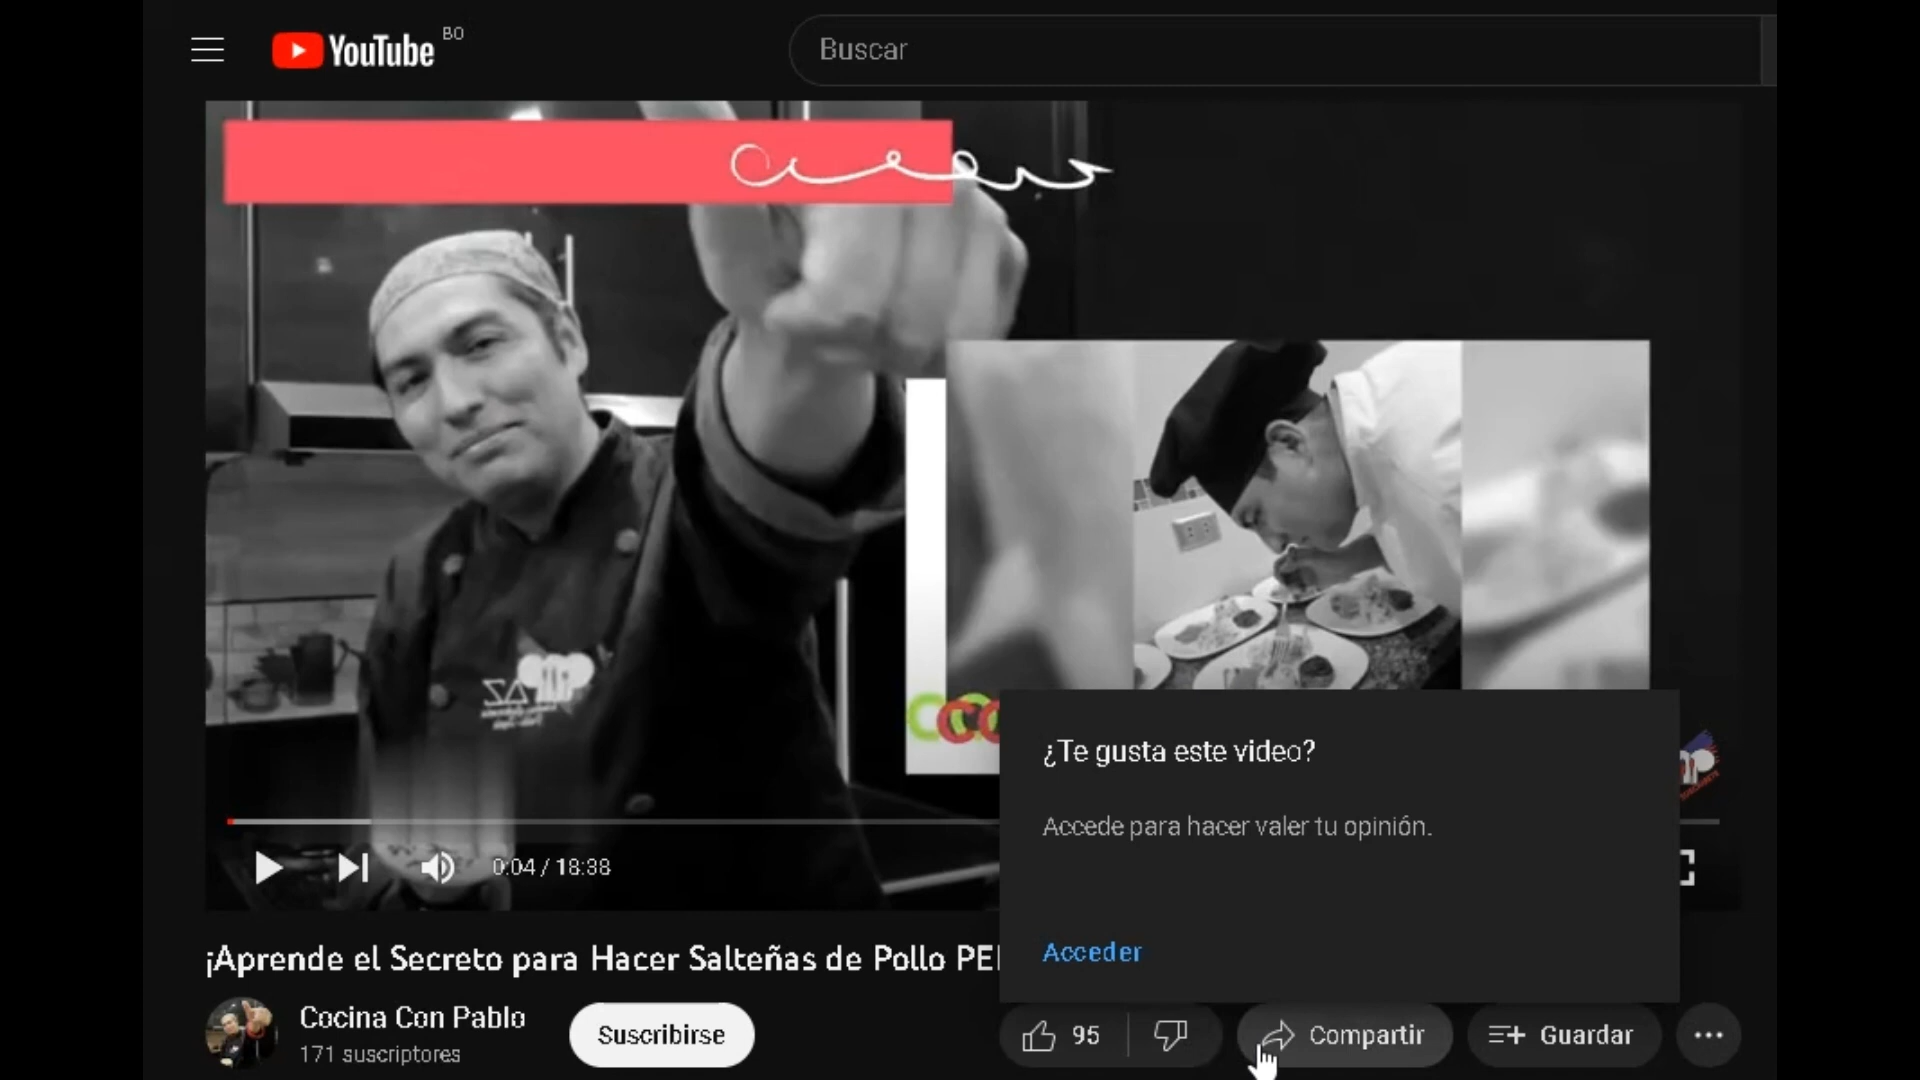 YouTube BO
Buscar
¿Te gusta este video?
Accede para hacer valer tu opinión.
0:04 / 18:38
Acceder
¡Aprende el Secreto para Hacer Salteñas de Pollo
Cocina Con Pablo
171 suscriptores
Suscribirse
95
Compartir
Guardar